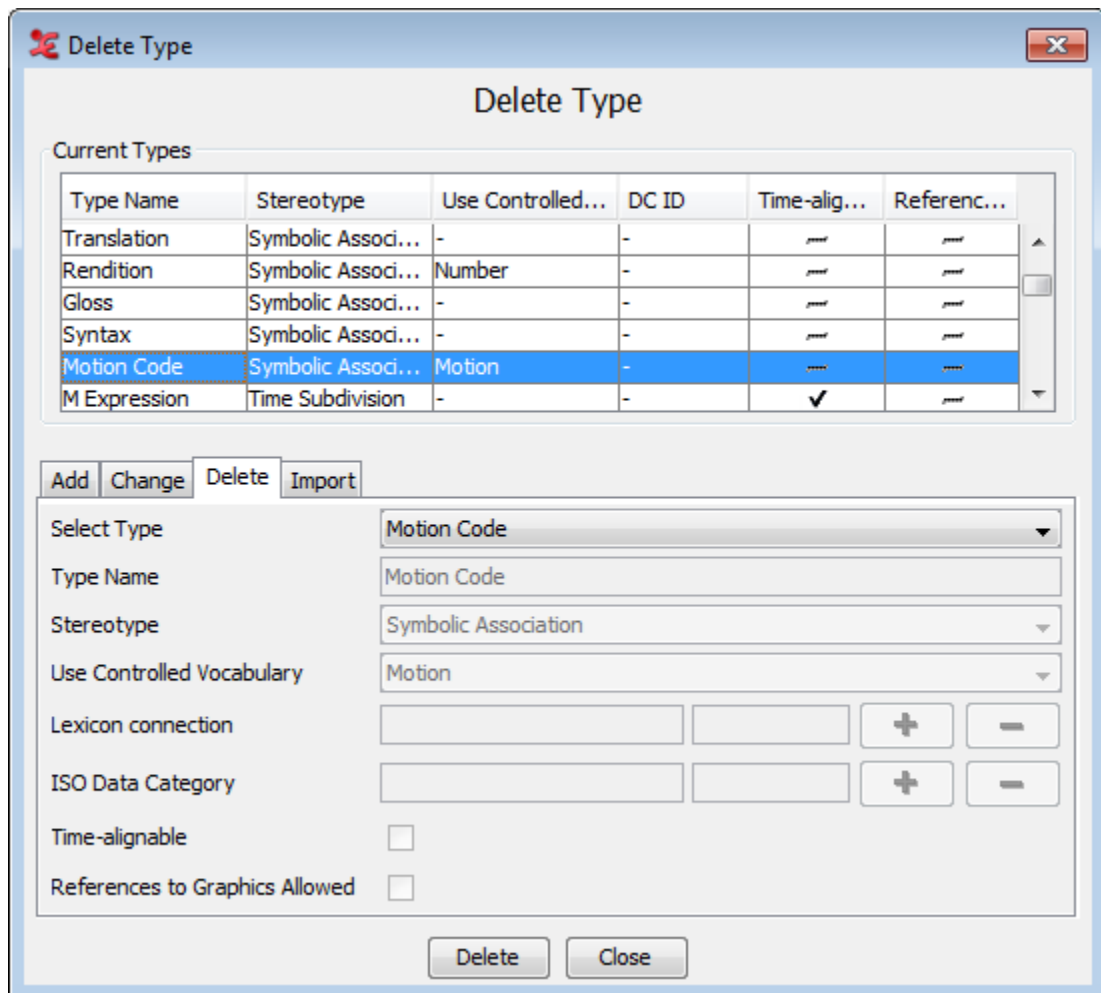 Delete Type
Delete Type
Current Types
Type Name Stereotype Use Controlled... DC ID Time-alig... Referenc...
Translation Symbolic Associ... - -
Rendition Symbolic Associ... Number -
Gloss Symbolic Associ... - -
Syntax Symbolic Associ... - -
Motion Code Symbolic Associ... Motion -
M Expression Time Subdivision - - ✓
Add Change Delete Import
Select Type Motion Code
Type Name Motion Code
Stereotype Symbolic Association
Use Controlled Vocabulary Motion
Lexicon connection + -
ISO Data Category + -
Time-alignable
References to Graphics Allowed
Delete Close